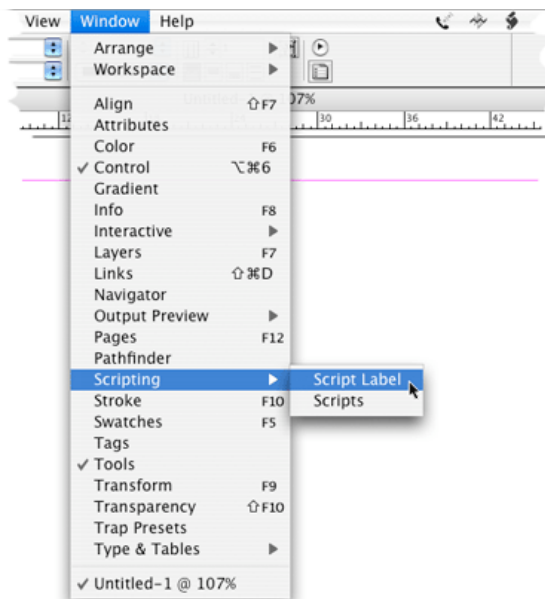 View Window Help
Arrange
Workspace
Untitled-1 @ 107%
12 30 36 42
Align ⇧F7
Attributes
Color F6
✓ Control ⌥⌘6
Gradient
Info F8
Interactive
Layers F7
Links ⇧⌘D
Navigator
Output Preview
Pages F12
Pathfinder
Scripting Script Label
Stroke F10 Scripts
Swatches F5
Tags
✓ Tools
Transform F9
Transparency ⇧F10
Trap Presets
Type & Tables
✓ Untitled-1 @ 107%